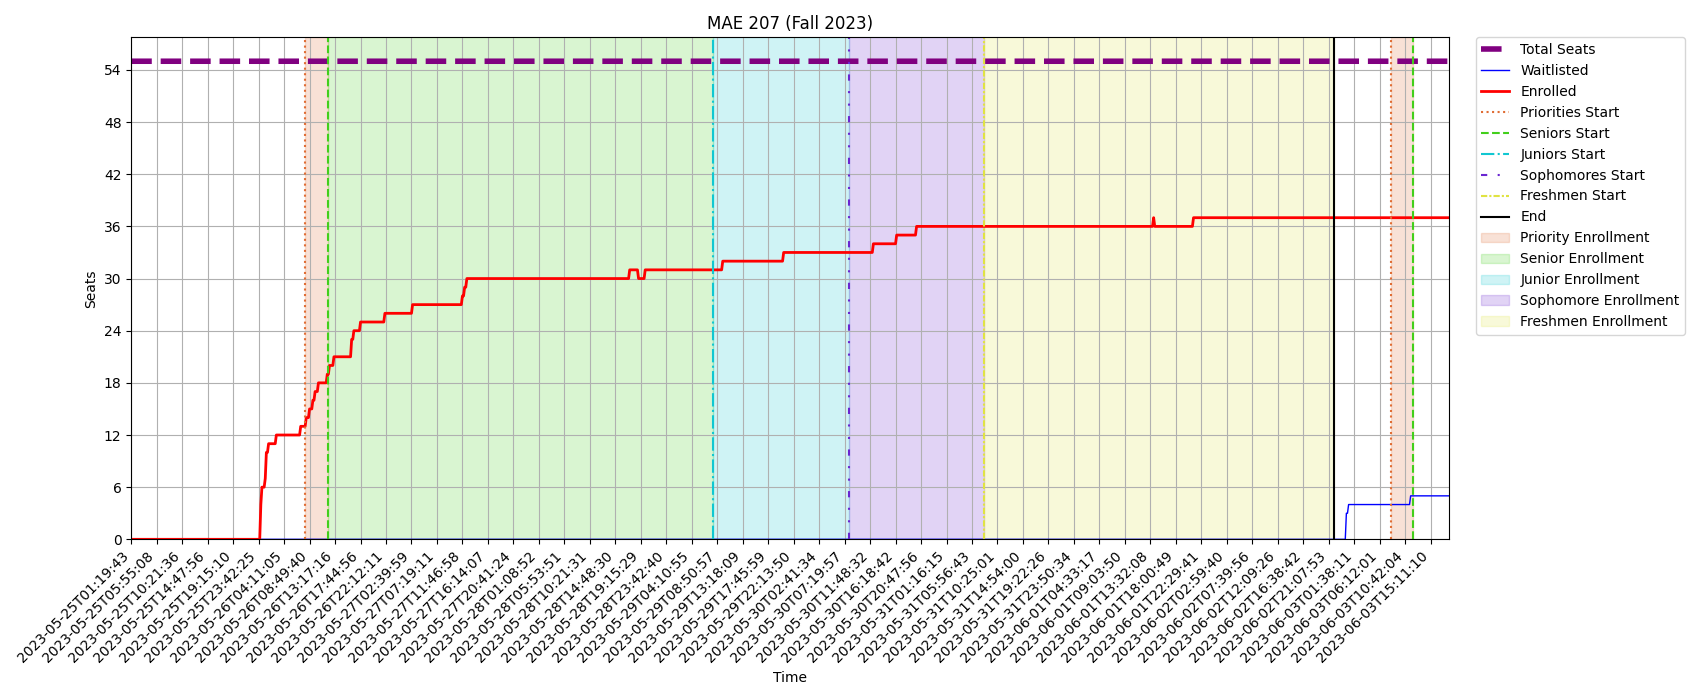 MAE 207 (Fall 2023)
Seats
54
48
42
36
30
24
18
12
6
0
2023-05-25T01:19:43
2023-05-25T05:55:08
2023-05-25T10:21:36
2023-05-25T14:47:56
2023-05-25T19:15:10
2023-05-25T23:42:25
2023-05-26T04:11:05
2023-05-26T08:49:40
2023-05-26T13:17:16
2023-05-26T17:44:56
2023-05-26T22:12:11
2023-05-27T02:39:59
2023-05-27T07:19:11
2023-05-27T11:46:58
2023-05-27T16:14:07
2023-05-27T20:41:24
2023-05-28T01:08:52
2023-05-28T05:53:51
2023-05-28T10:21:31
2023-05-28T14:48:30
2023-05-28T19:15:29
2023-05-28T23:42:40
2023-05-29T04:10:55
2023-05-29T08:50:57
2023-05-29T13:18:09
2023-05-29T17:45:59
2023-05-29T22:13:50
2023-05-30T02:41:34
2023-05-30T07:19:57
2023-05-30T11:48:32
2023-05-30T16:18:42
2023-05-30T20:47:56
2023-05-31T01:16:15
2023-05-31T05:56:43
2023-05-31T10:25:01
2023-05-31T14:54:00
2023-05-31T19:22:26
2023-05-31T23:50:34
2023-06-01T04:33:17
2023-06-01T09:03:50
2023-06-01T13:32:08
2023-06-01T18:00:49
2023-06-01T22:29:41
2023-06-02T02:59:40
2023-06-02T07:39:56
2023-06-02T12:09:26
2023-06-02T16:38:42
2023-06-02T21:07:53
2023-06-03T01:38:11
2023-06-03T06:12:01
2023-06-03T10:42:04
2023-06-03T15:11:10
Time
Total Seats
Waitlisted
Enrolled
Priorities Start
Seniors Start
Juniors Start
Sophomores Start
Freshmen Start
End
Priority Enrollment
Senior Enrollment
Junior Enrollment
Sophomore Enrollment
Freshmen Enrollment